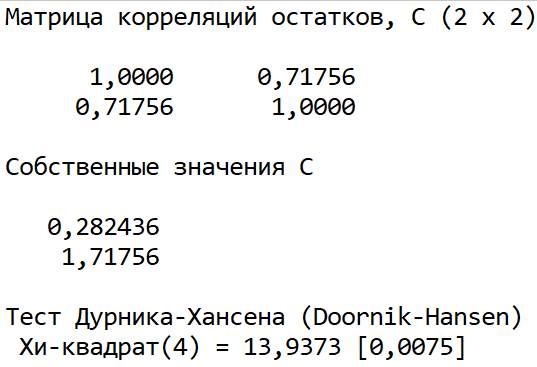 Матрица корреляций остатков, C (2 x 2)
1,0000 0,71756
0,71756 1,0000
Собственные значения C
0,282436
1,71756
Тест Дурника-Хансена (Doornik-Hansen)
Хи-квадрат(4) = 13,9373 [0,0075]